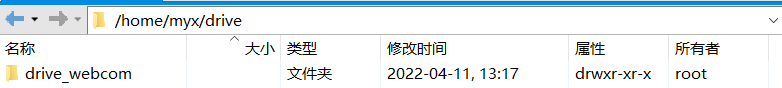 /home/myx/drive
名称 大小 类型 修改时间 属性 所有者
drive_webcom 文件夹 2022-04-11, 13:17 drwxr-xr-x root